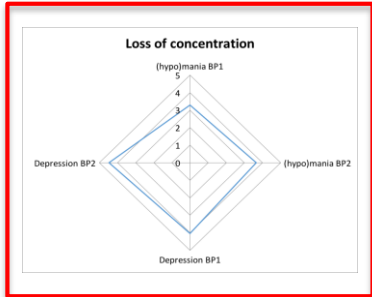 Loss of concentration
(hypo)mania BP1
5
4
3
2
1
Depression BP2
0
(hypo)mania BP2
Depression BP1